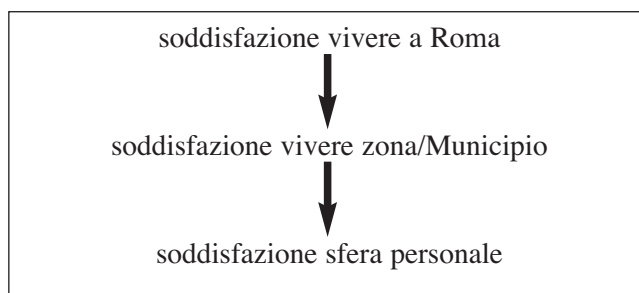 soddisfazione vivere a Roma
soddisfazione vivere zona/Municipio
soddisfazione sfera personale